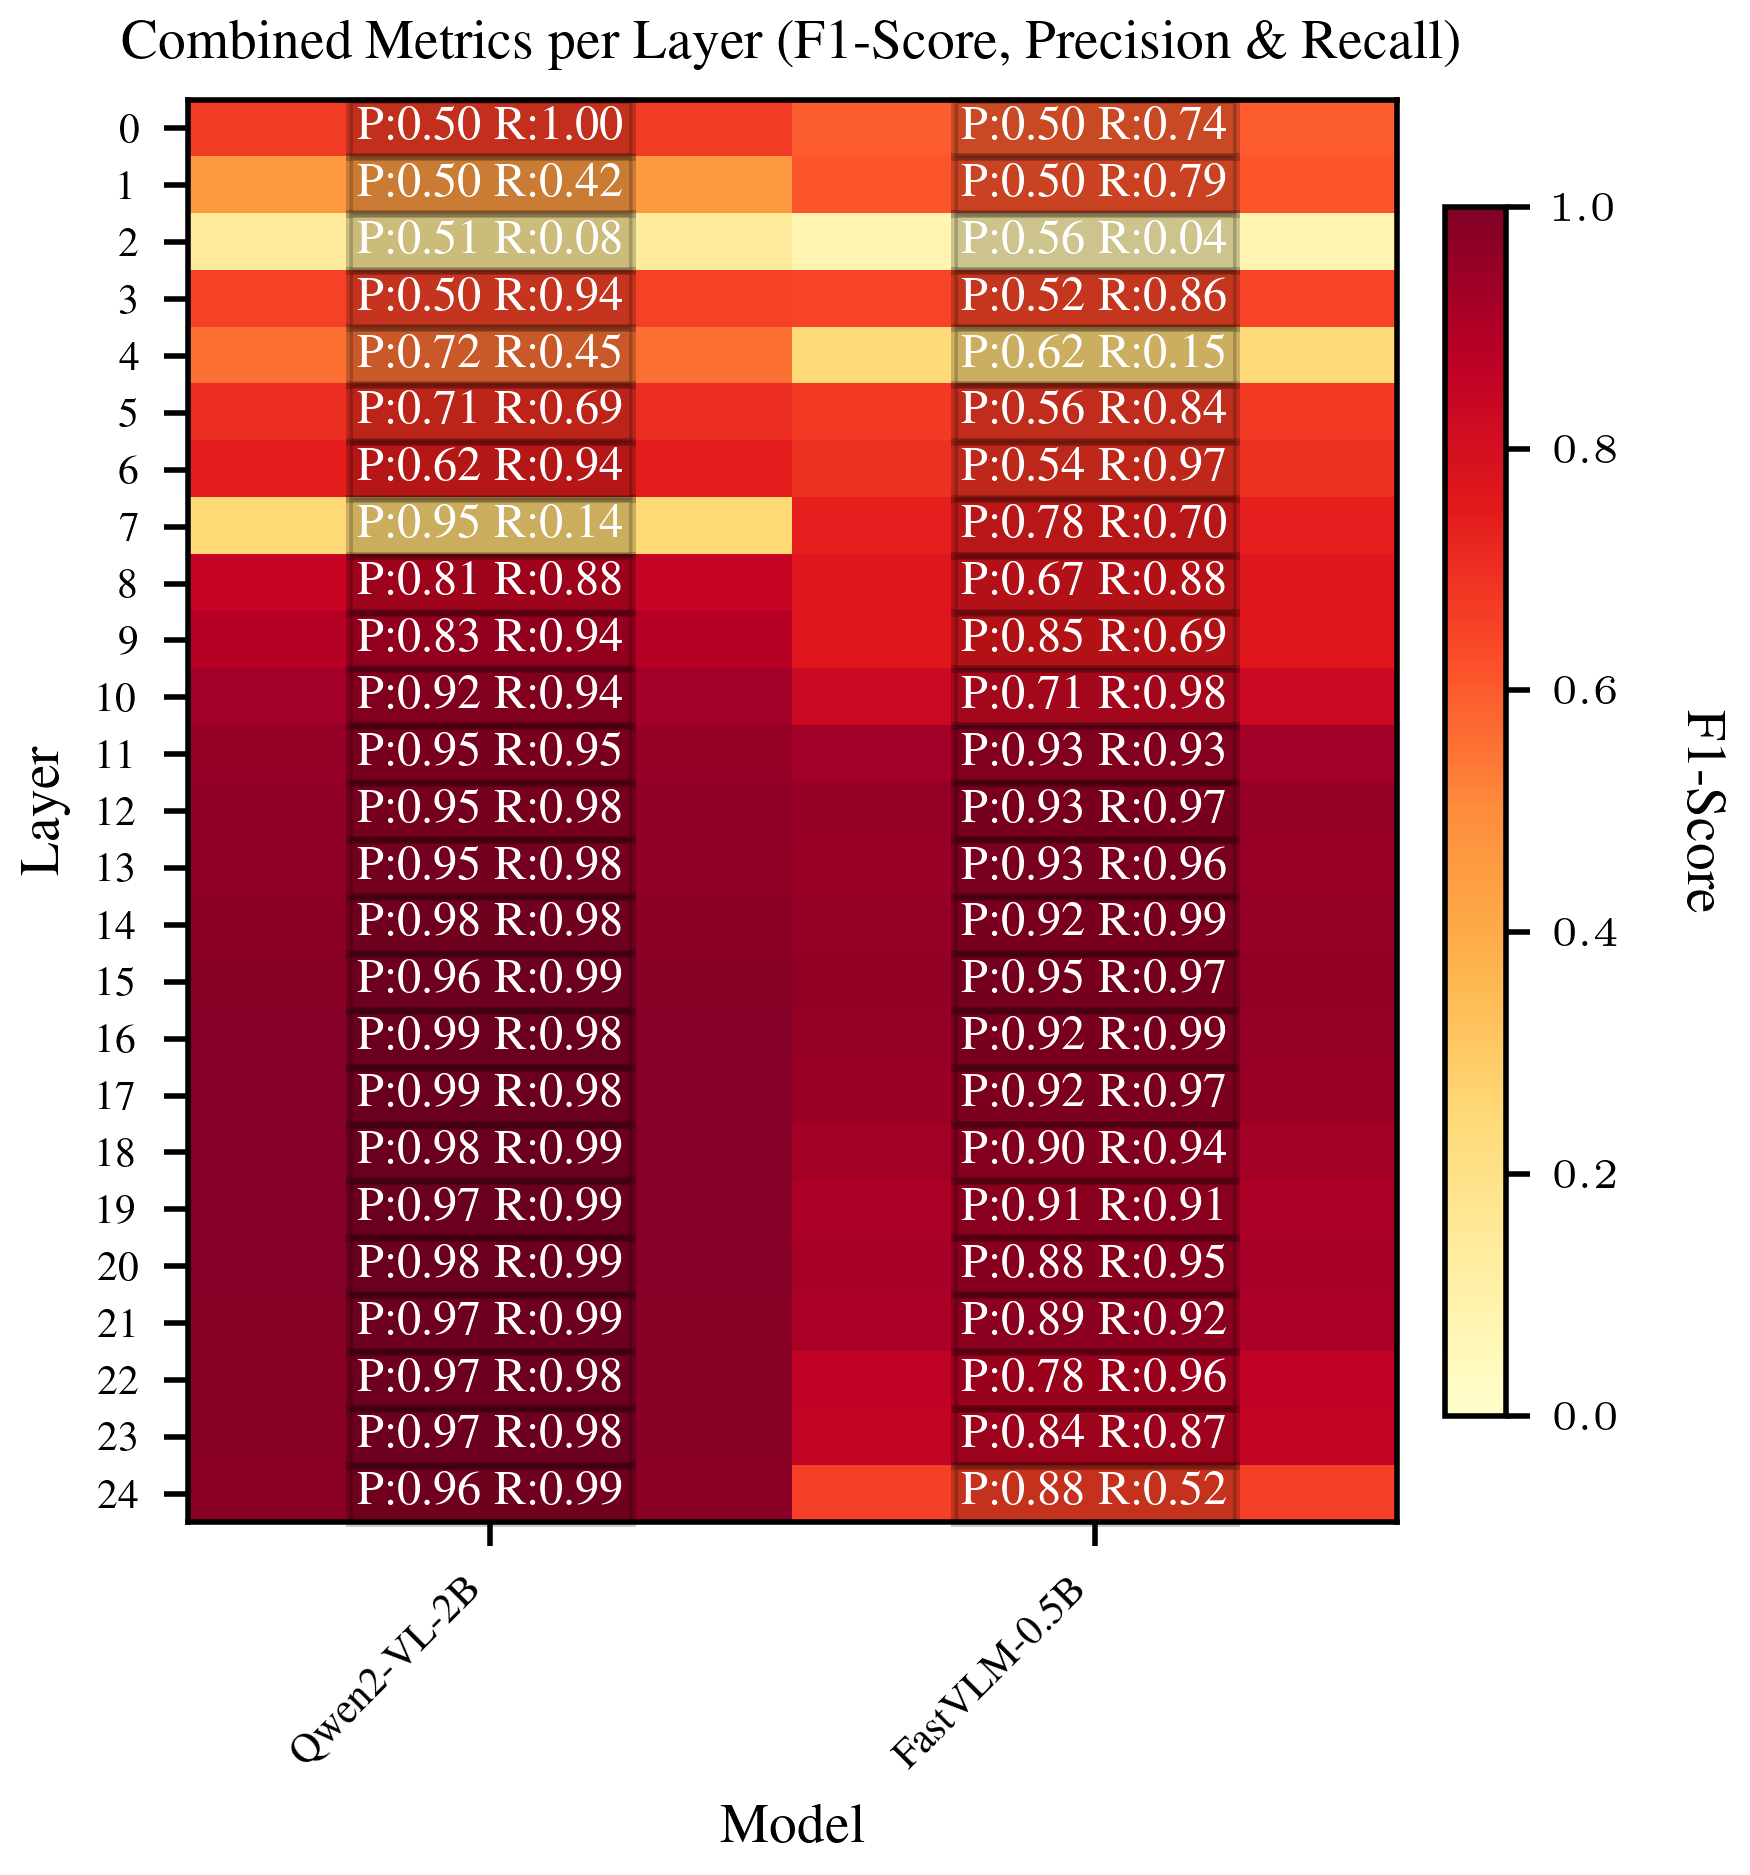 Combined Metrics per Layer (F1-Score, Precision & Recall)
0 P:0.50 R:1.00 P:0.50 R:0.74
1 P:0.50 R:0.42 P:0.50 R:0.79
2 P:0.51 R:0.08 P:0.56 R:0.04
3 P:0.50 R:0.94 P:0.52 R:0.86
4 P:0.72 R:0.45 P:0.62 R:0.15
5 P:0.71 R:0.69 P:0.56 R:0.84
6 P:0.62 R:0.94 P:0.54 R:0.97
7 P:0.95 R:0.14 P:0.78 R:0.70
8 P:0.81 R:0.88 P:0.67 R:0.88
9 P:0.83 R:0.94 P:0.85 R:0.69
10 P:0.92 R:0.94 P:0.71 R:0.98
11 P:0.95 R:0.95 P:0.93 R:0.93
12 P:0.95 R:0.98 P:0.93 R:0.97
13 P:0.95 R:0.98 P:0.93 R:0.96
14 P:0.98 R:0.98 P:0.92 R:0.99
15 P:0.96 R:0.99 P:0.95 R:0.97
16 P:0.99 R:0.98 P:0.92 R:0.99
17 P:0.99 R:0.98 P:0.92 R:0.97
18 P:0.98 R:0.99 P:0.90 R:0.94
19 P:0.97 R:0.99 P:0.91 R:0.91
20 P:0.98 R:0.99 P:0.88 R:0.95
21 P:0.97 R:0.99 P:0.89 R:0.92
22 P:0.97 R:0.98 P:0.78 R:0.96
23 P:0.97 R:0.98 P:0.84 R:0.87
24 P:0.96 R:0.99 P:0.88 R:0.52
Layer
Qwen2-VL-2B
FastVLM-0.5B
Model
1.0
0.8
0.6
0.4
0.2
0.0
F1-Score